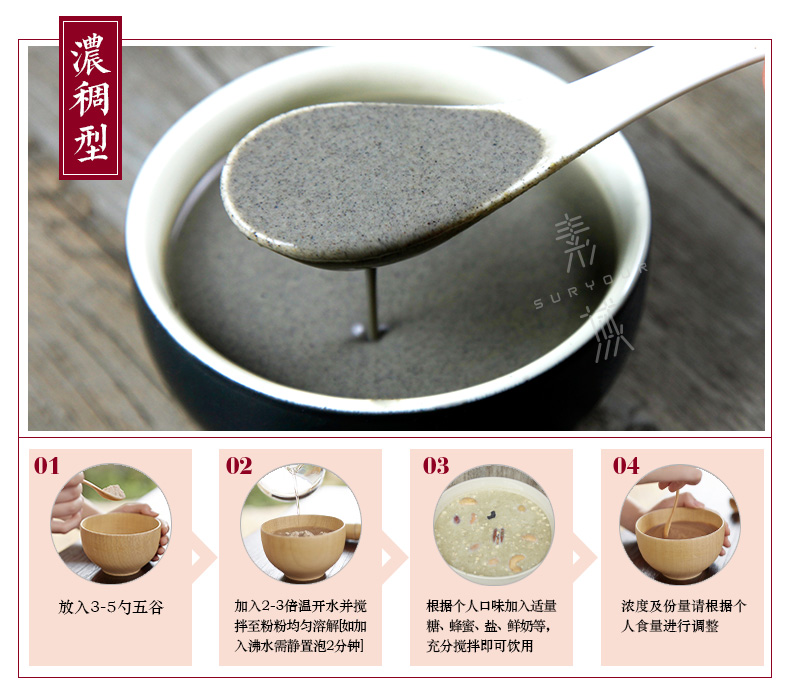 濃稠型
素
SURYOUR
源
01
放入3-5勺五谷
02
加入2-3倍温开水并搅
拌至粉粉均匀溶解[如加
入沸水需静置泡2分钟]
03
根据个人口味加入适量
糖、蜂蜜、盐、鲜奶等，
充分搅拌即可饮用
04
浓度及份量请根据个
人食量进行调整